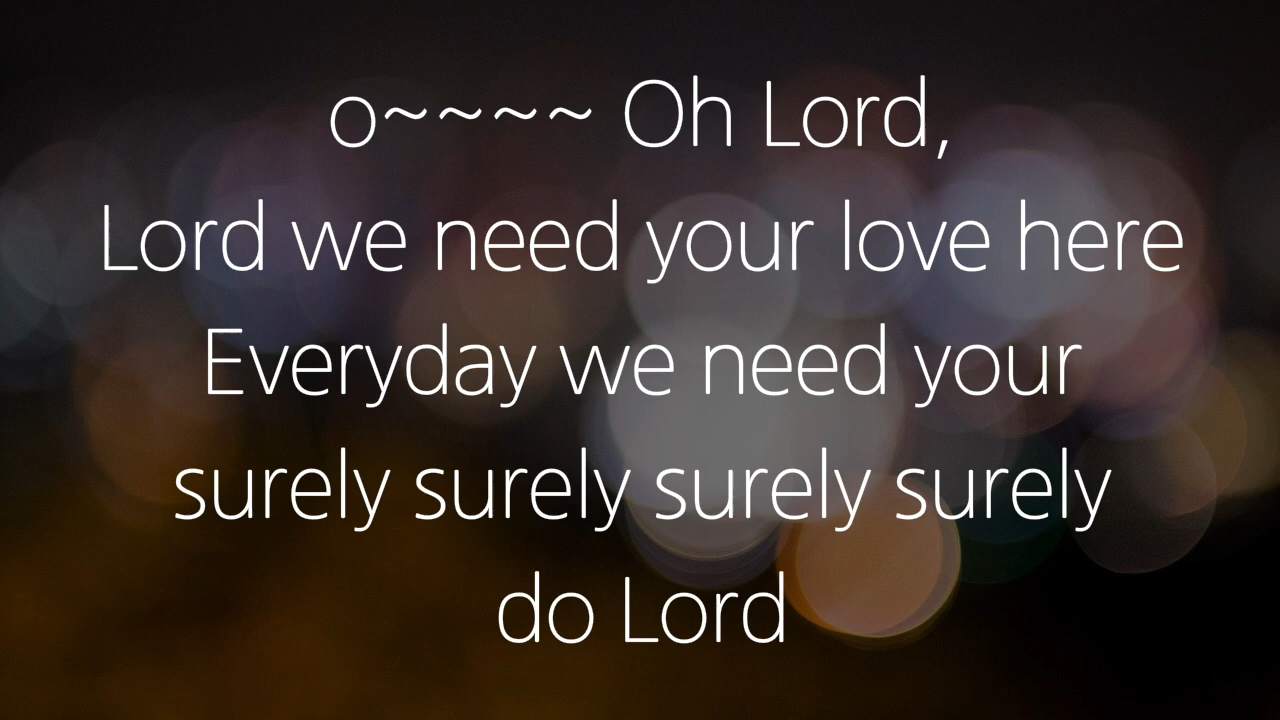 o~~~~ Oh Lord,
Lord we need your love here
Everyday we need your
surely surely surely surely
do Lord